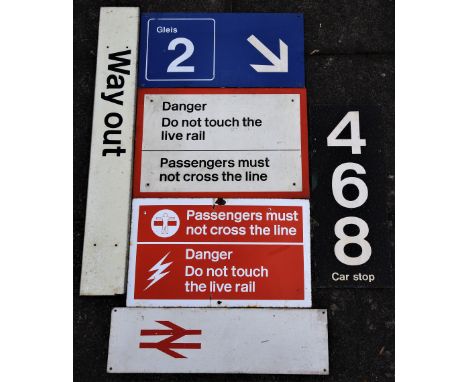 Way out
Gleis
2
Danger
Do not touch the
live rail
Passengers must
not cross the line
Passengers must
not cross the line
Danger
Do not touch
the live rail
4
6
8
Car stop